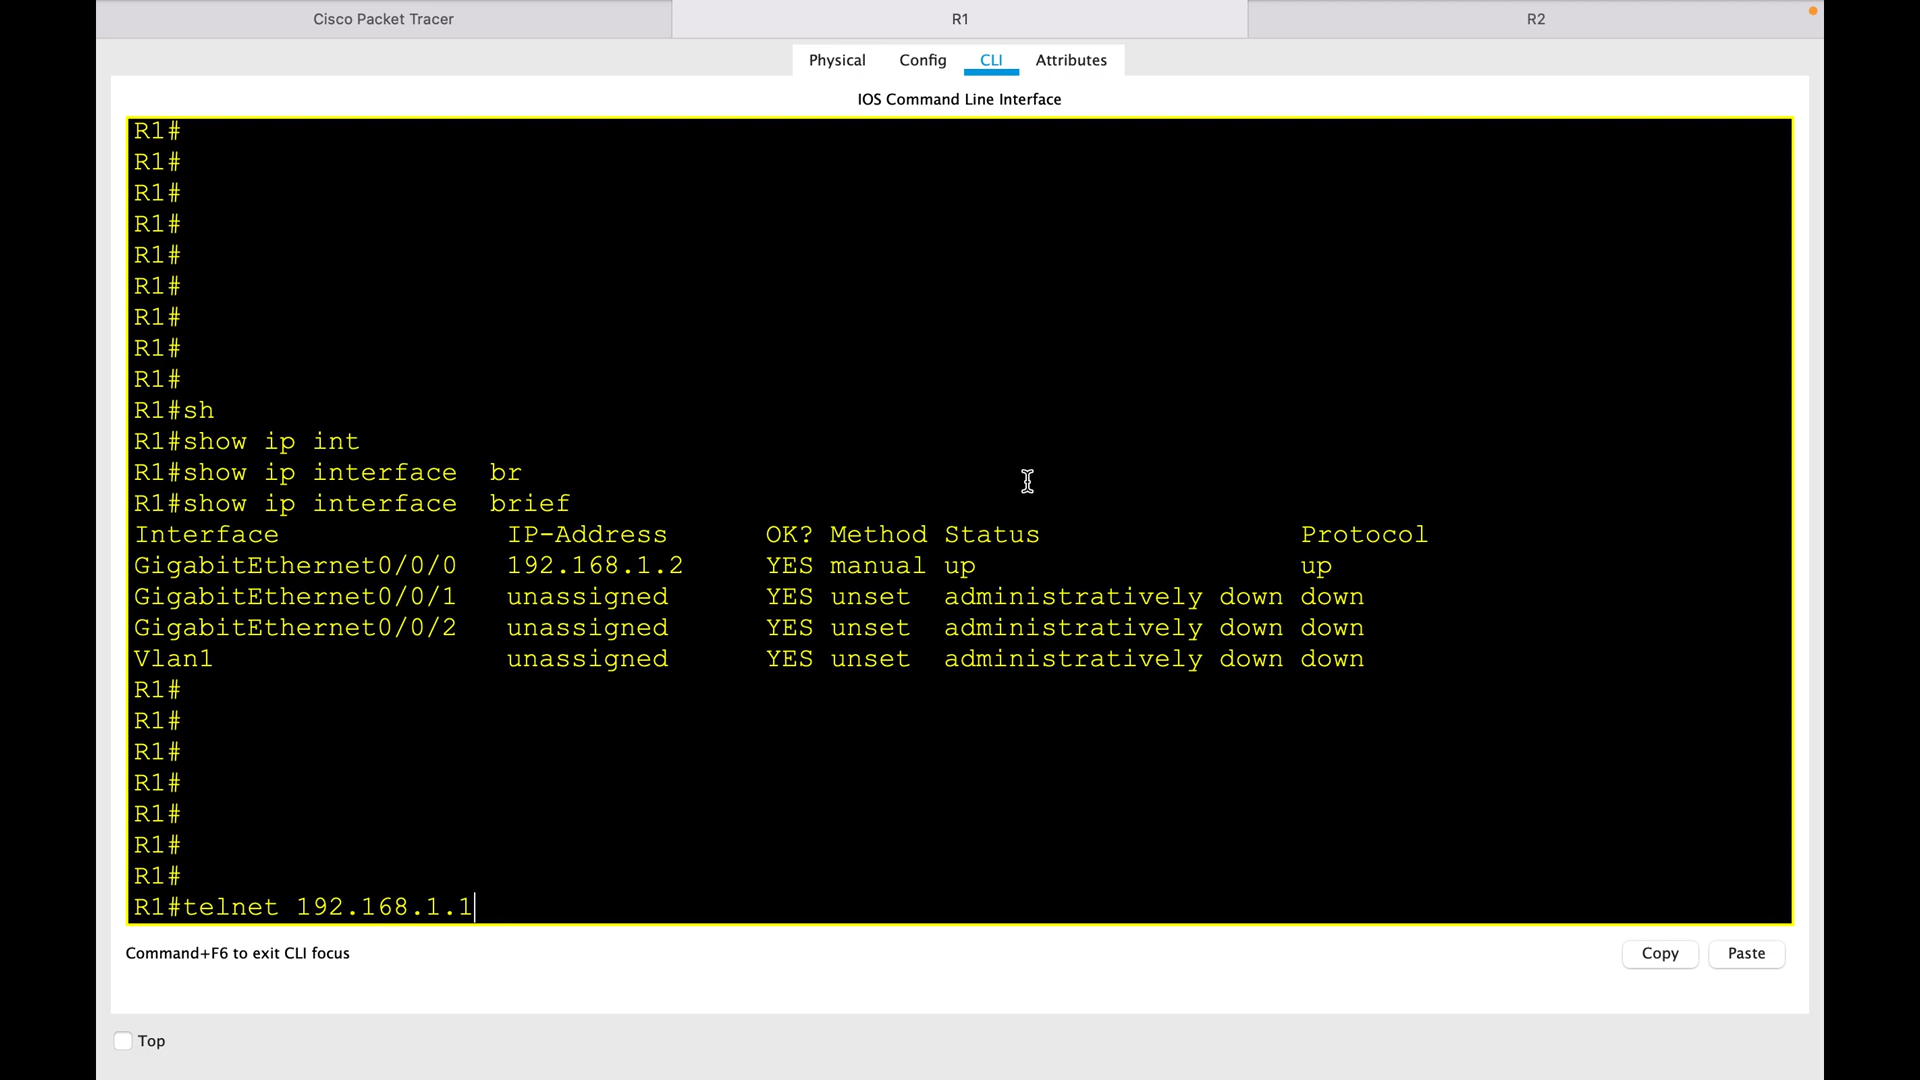 Cisco Packet Tracer R1 R2
Physical Config CLI Attributes
IOS Command Line Interface
R1#
R1#
R1#
R1#
R1#
R1#
R1#
R1#
R1#
R1#sh
R1#show ip int
R1#show ip interface  br
R1#show ip interface  brief
Interface              IP-Address      OK? Method Status                Protocol
GigabitEthernet0/0/0   192.168.1.2     YES manual up                    up
GigabitEthernet0/0/1   unassigned      YES unset  administratively down down
GigabitEthernet0/0/2   unassigned      YES unset  administratively down down
Vlan1                  unassigned      YES unset  administratively down down
R1#
R1#
R1#
R1#
R1#
R1#
R1#
R1#telnet 192.168.1.1
Command+F6 to exit CLI focus Copy Paste
Top